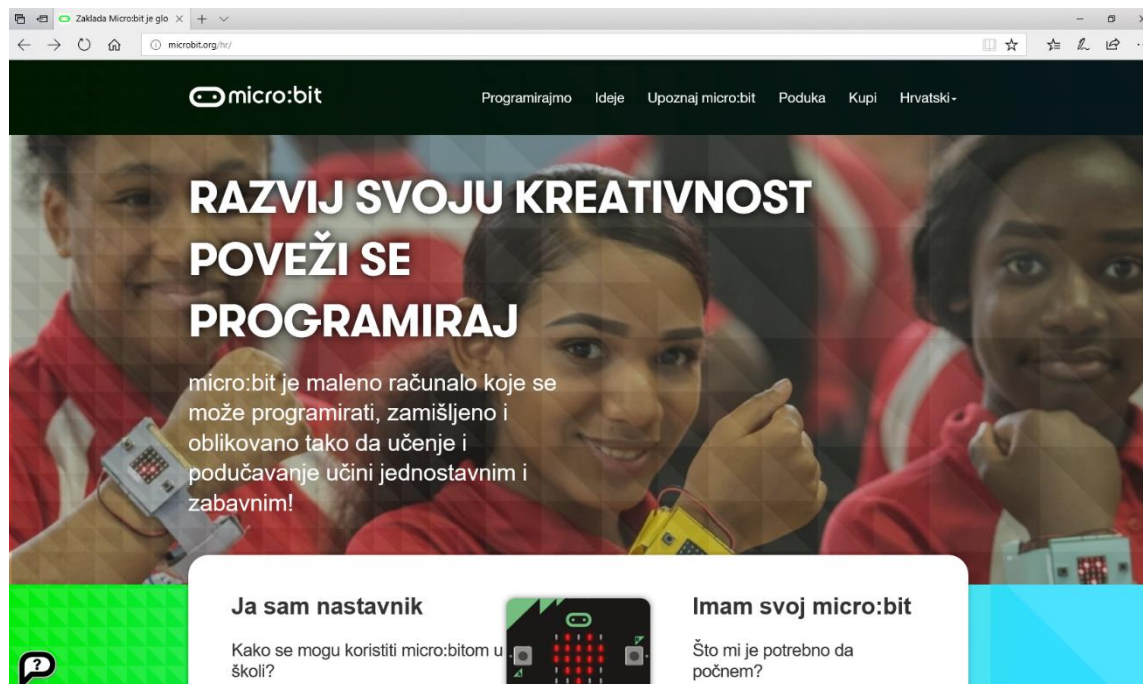 Zaklada Micro:bit je glo
microbit.org/hr/
micro:bit
Programirajmo Ideje Upoznaj micro:bit Poduka Kupi Hrvatski
RAZVIJ SVOJU KREATIVNOST
POVEŽI SE
PROGRAMIRAJ
micro:bit je maleno računalo koje se
može programirati, zamišljeno i
oblikovano tako da učenje i
podučavanje učini jednostavnim i
zabavnim!
Ja sam nastavnik
Kako se mogu koristiti micro:bitom u
školi?
Imam svoj micro:bit
Što mi je potrebno da
počnem?
?